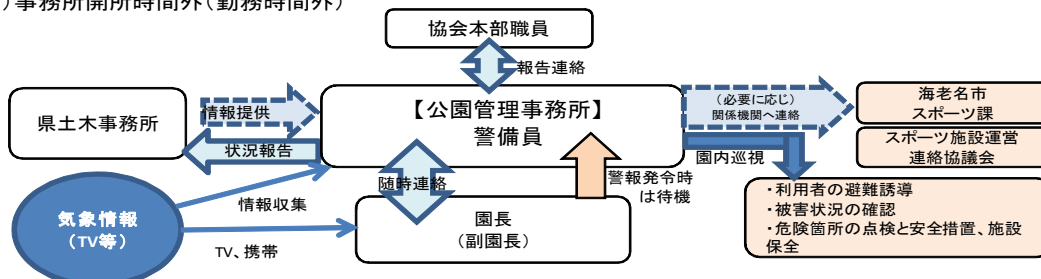 )事務所開所時間外(勤務時間外)
協会本部職員
報告連絡
県土木事務所
情報提供
状況報告
【公園管理事務所】
警備員
(必要に応じ)
関係機関へ連絡
海老名市
スポーツ課
スポーツ施設運営
連絡協議会
園内巡視
随時連絡
警報発令時
は待機
気象情報
(TV等)
情報収集
TV、携帯
園長
(副園長)
・利用者の避難誘導
・被害状況の確認
・危険箇所の点検と安全措置、施設
保全